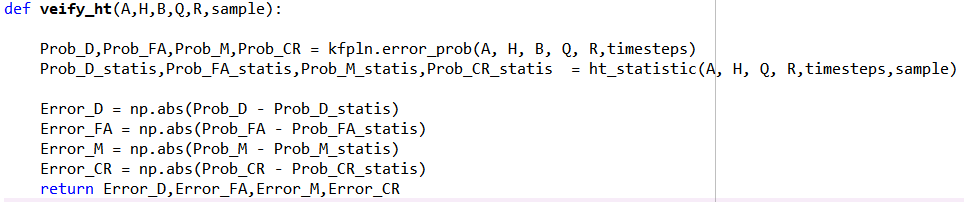 def veify_ht(A,H,B,Q,R,sample):
Prob_D,Prob_FA,Prob_M,Prob_CR = kfpln.error_prob(A, H, B, Q, R,timesteps)
Prob_D_statis,Prob_FA_statis,Prob_M_statis,Prob_CR_statis  = ht_statistic(A, H, Q, R,timesteps,sample)
Error_D = np.abs(Prob_D - Prob_D_statis)
Error_FA = np.abs(Prob_FA - Prob_FA_statis)
Error_M = np.abs(Prob_M - Prob_M_statis)
Error_CR = np.abs(Prob_CR - Prob_CR_statis)
return Error_D,Error_FA,Error_M,Error_CR